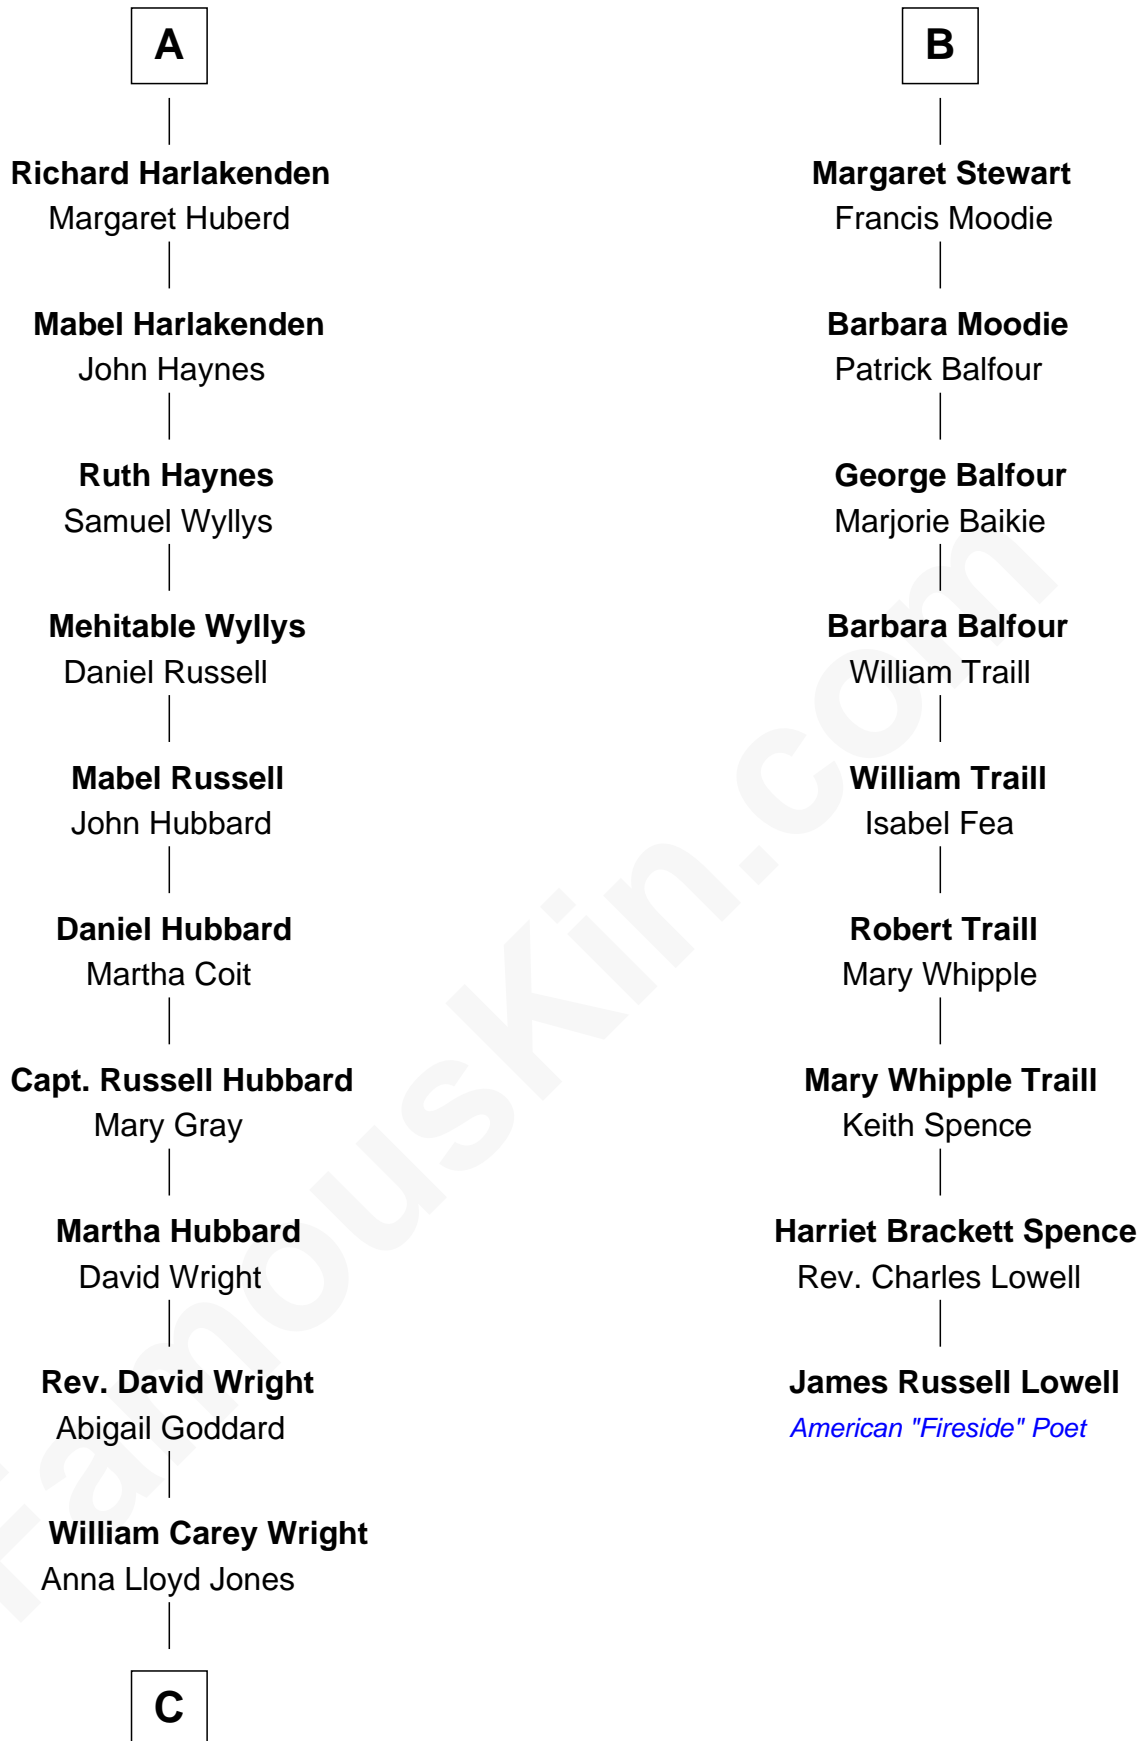 A
Richard Harlakenden
Margaret Huberd
Mabel Harlakenden
John Haynes
Ruth Haynes
Samuel Wyllys
Mehitable Wyllys
Daniel Russell
Mabel Russell
John Hubbard
Daniel Hubbard
Martha Coit
Capt. Russell Hubbard
Mary Gray
Martha Hubbard
David Wright
Rev. David Wright
Abigail Goddard
William Carey Wright
Anna Lloyd Jones
C
B
Margaret Stewart
Francis Moodie
Barbara Moodie
Patrick Balfour
George Balfour
Marjorie Baikie
Barbara Balfour
William Traill
William Traill
Isabel Fea
Robert Traill
Mary Whipple
Mary Whipple Traill
Keith Spence
Harriet Brackett Spence
Rev. Charles Lowell
James Russell Lowell
American "Fireside" Poet
FamousKin.com